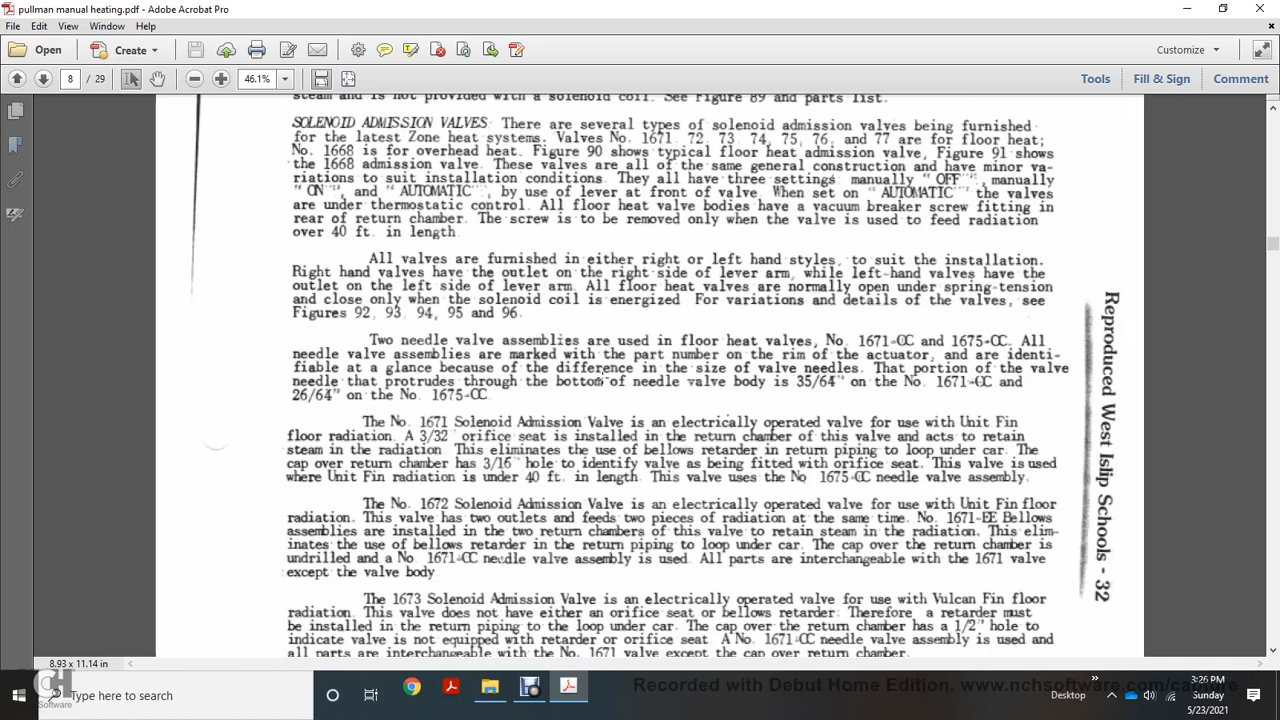 pullman manual heating.pdf - Adobe Acrobat Pro
File Edit View Window Help
Open Create Customize
8 / 29 46.1% Tools Fill & Sign Comment
steam and is not provided with a solenoid coil. See Figure 89 and parts list.
SOLENOID ADMISSION VALVES There are several types of solenoid admission valves being furnished
for the latest Zone heat systems. Valves No. 1671. 72. 73 74, 75, 76, and 77 are for floor heat;
No. 1668 is for overhead heat. Figure 90 shows typical floor heat admission valve, Figure 91 shows
the 1668 admission valve. These valves are all of the same general construction and have minor va-
riations to suit installation conditions. They all have three settings manually "OFF", manually
"ON", and "AUTOMATIC", by use of lever at front of valve. When set on "AUTOMATIC" the valves
are under thermostatic control. All floor heat valve bodies have a vacuum breaker screw fitting in
rear of return chamber. The screw is to be removed only when the valve is used to feed radiation
over 40 ft. in length
All valves are furnished in either right or left hand styles, to suit the installation.
Right hand valves have the outlet on the right side of lever arm, while left-hand valves have the
outlet on the left side of lever arm. All floor heat valves are normally open under spring-tension
and close only when the solenoid coil is energized For variations and details of the valves, see
Figures 92, 93, 94, 95 and 96.
Two needle valve assemblies are used in floor heat valves, No. 1671-CC and 1675-CC. All
needle valve assemblies are marked with the part number on the rim of the actuator, and are identi-
fiable at a glance because of the difference in the size of valve needles. That portion of the valve
needle that protrudes through the bottom of needle valve body is 35/64" on the No. 1671-CC and
26/64" on the No. 1675-CC.
The No. 1671 Solenoid Admission Valve is an electrically operated valve for use with Unit Fin
floor radiation. A 3/32" orifice seat is installed in the return chamber of this valve and acts to retain
steam in the radiation. This eliminates the use of bellows retarder in return piping to loop under car. The
cap over return chamber has 3/16" hole to identify valve as being fitted with orifice seat. This valve is used
where Unit Fin radiation is under 40 ft. in length. This valve uses the No. 1675-CC needle valve assembly.
The No. 1672 Solenoid Admission Valve is an electrically operated valve for use with Unit Fin floor
radiation. This valve has two outlets and feeds two pieces of radiation at the same time. No. 1671-EE Bellows
assemblies are installed in the two return chambers of this valve to retain steam in the radiation. This elim-
inates the use of bellows retarder in the return piping to loop under car. The cap over the return chamber is
undrilled and a No. 1671-CC needle valve assembly is used. All parts are interchangeable with the 1671 valve
except the valve body
The 1673 Solenoid Admission Valve is an electrically operated valve for use with Vulcan Fin floor
radiation. This valve does not have either an orifice seat or bellows retarder. Therefore a retarder must
be installed in the return piping to the loop under car. The cap over the return chamber has a 1/2" hole to
indicate valve is not equipped with retarder or orifice seat. A No. 1671-CC needle valve assembly is used and
all parts are interchangeable with the No. 1671 valve except the cap over return chamber.
Reproduced West Islip Schools - 32
8.93 x 11.14 in
Recorded with Debut Home Edition. www.nchsoftware.com/capture
CH
Software
Type here to search
Desktop
3:26 PM
Sunday
5/23/2021